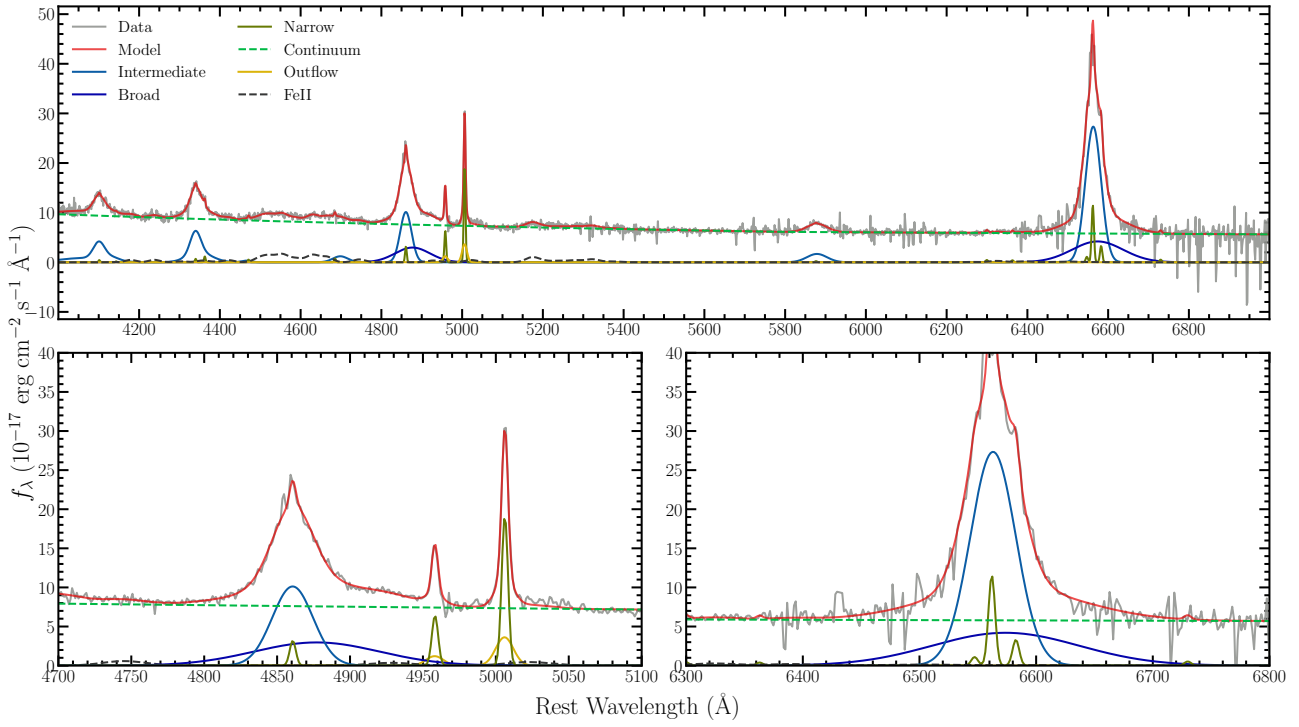 Data
Model
Intermediate
Broad
Narrow
Continuum
Outflow
FeII
50
40
30
20
10
0
−10
4200 4400 4600 4800 5000 5200 5400 5600 5800 6000 6200 6400 6600 6800
f_λ (10⁻¹⁷ erg cm⁻² s⁻¹ Å⁻¹)
40
35
30
25
20
15
10
5
0
4700 4750 4800 4850 4900 4950 5000 5050 5100
40
35
30
25
20
15
10
5
0
6300 6400 6500 6600 6700 6800
Rest Wavelength (Å)